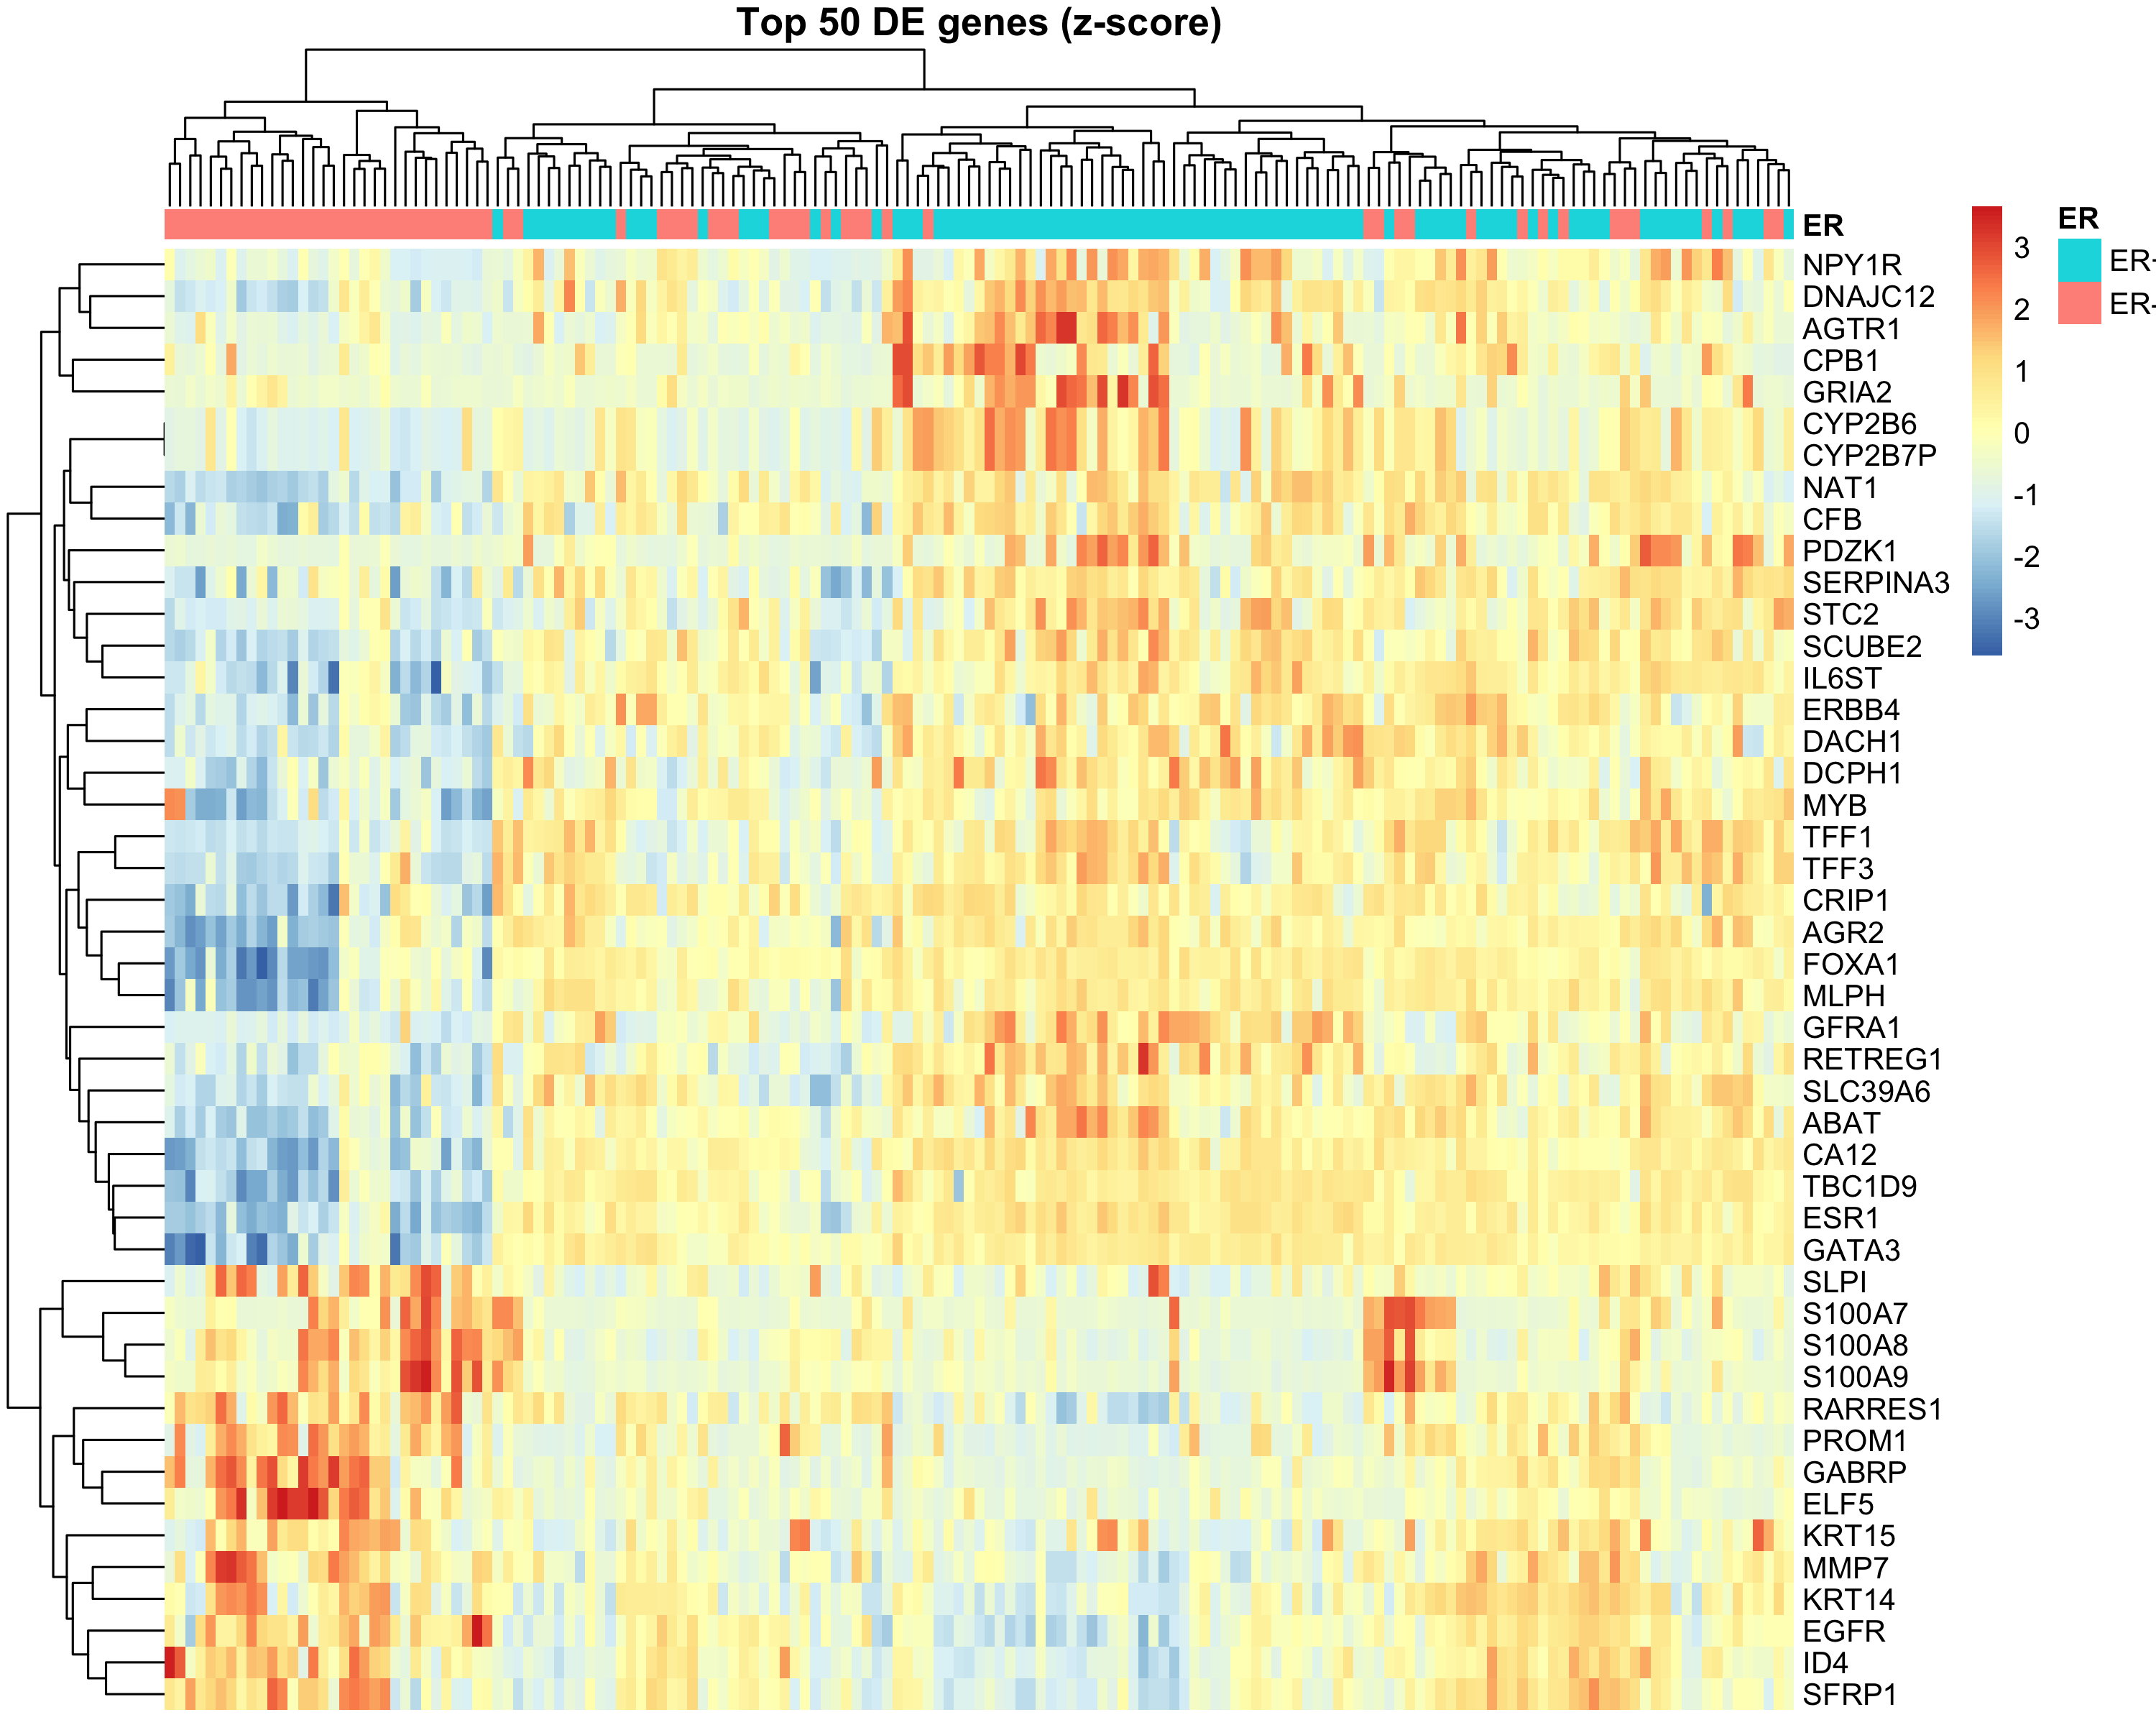 Top 50 DE genes (z-score)
ER
NPY1R
DNAJC12
AGTR1
CPB1
GRIA2
CYP2B6
CYP2B7P
NAT1
CFB
PDZK1
SERPINA3
STC2
SCUBE2
IL6ST
ERBB4
DACH1
DCPH1
MYB
TFF1
TFF3
CRIP1
AGR2
FOXA1
MLPH
GFRA1
RETREG1
SLC39A6
ABAT
CA12
TBC1D9
ESR1
GATA3
SLPI
S100A7
S100A8
S100A9
RARRES1
PROM1
GABRP
ELF5
KRT15
MMP7
KRT14
EGFR
ID4
SFRP1
3
2
1
0
-1
-2
-3
ER
ER-
ER-